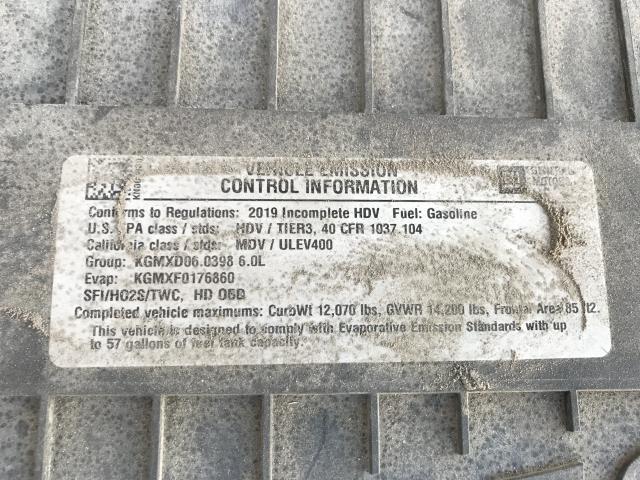 VEHICLE EMISSION
CONTROL INFORMATION
GM GENERAL MOTORS
Conforms to Regulations: 2019 Incomplete HDV Fuel: Gasoline
U.S. EPA class / stds: HDV / TIER3, 40 CFR 1037.104
California class / stds: MDV / ULEV400
Group: KGMXD06.0398 6.0L
Evap: KGMXF0176860
SFI/HO2S/TWC, HD OBD
Completed vehicle maximums: CurbWt 12,070 lbs, GVWR 14,200 lbs, Frontal Area 85 ft2.
This vehicle is designed to comply with Evaporative Emission Standards with up
to 57 gallons of fuel tank capacity.